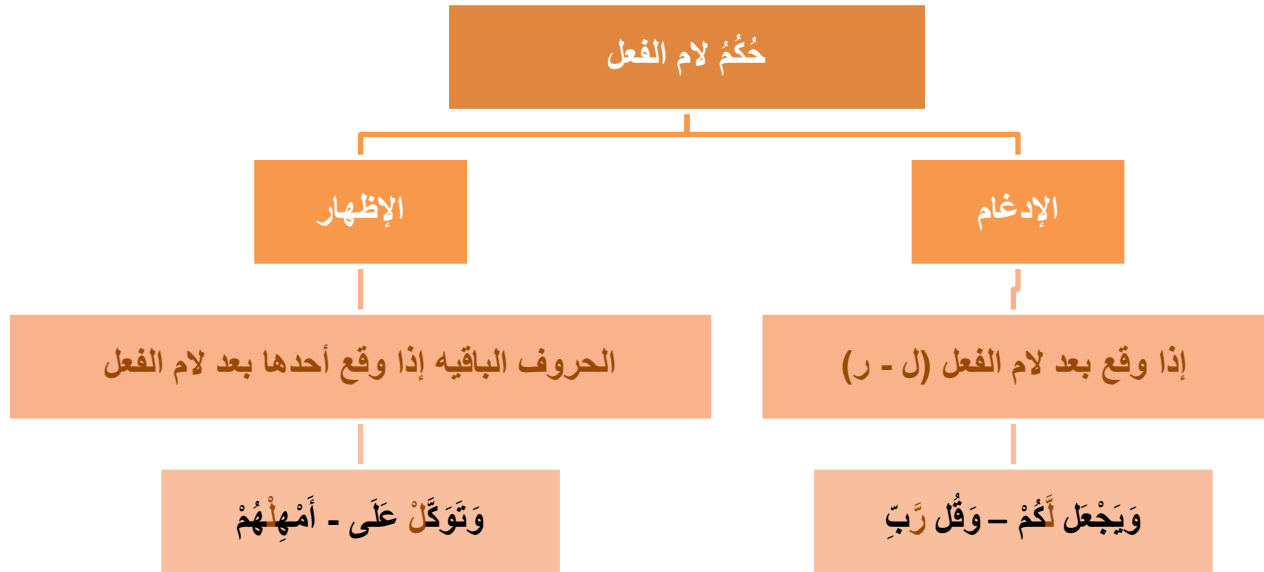 حُكُمُ لام الفعل
الإدغام
الإظهار
إذا وقع بعد لام الفعل (ل - ر)
الحروف الباقيه إذا وقع أحدها بعد لام الفعل
وَيَجْعَل لَّكُمْ – وَقُل رَّبِّ
وَتَوَكَّلْ عَلَى - أَمْهِلْهُمْ